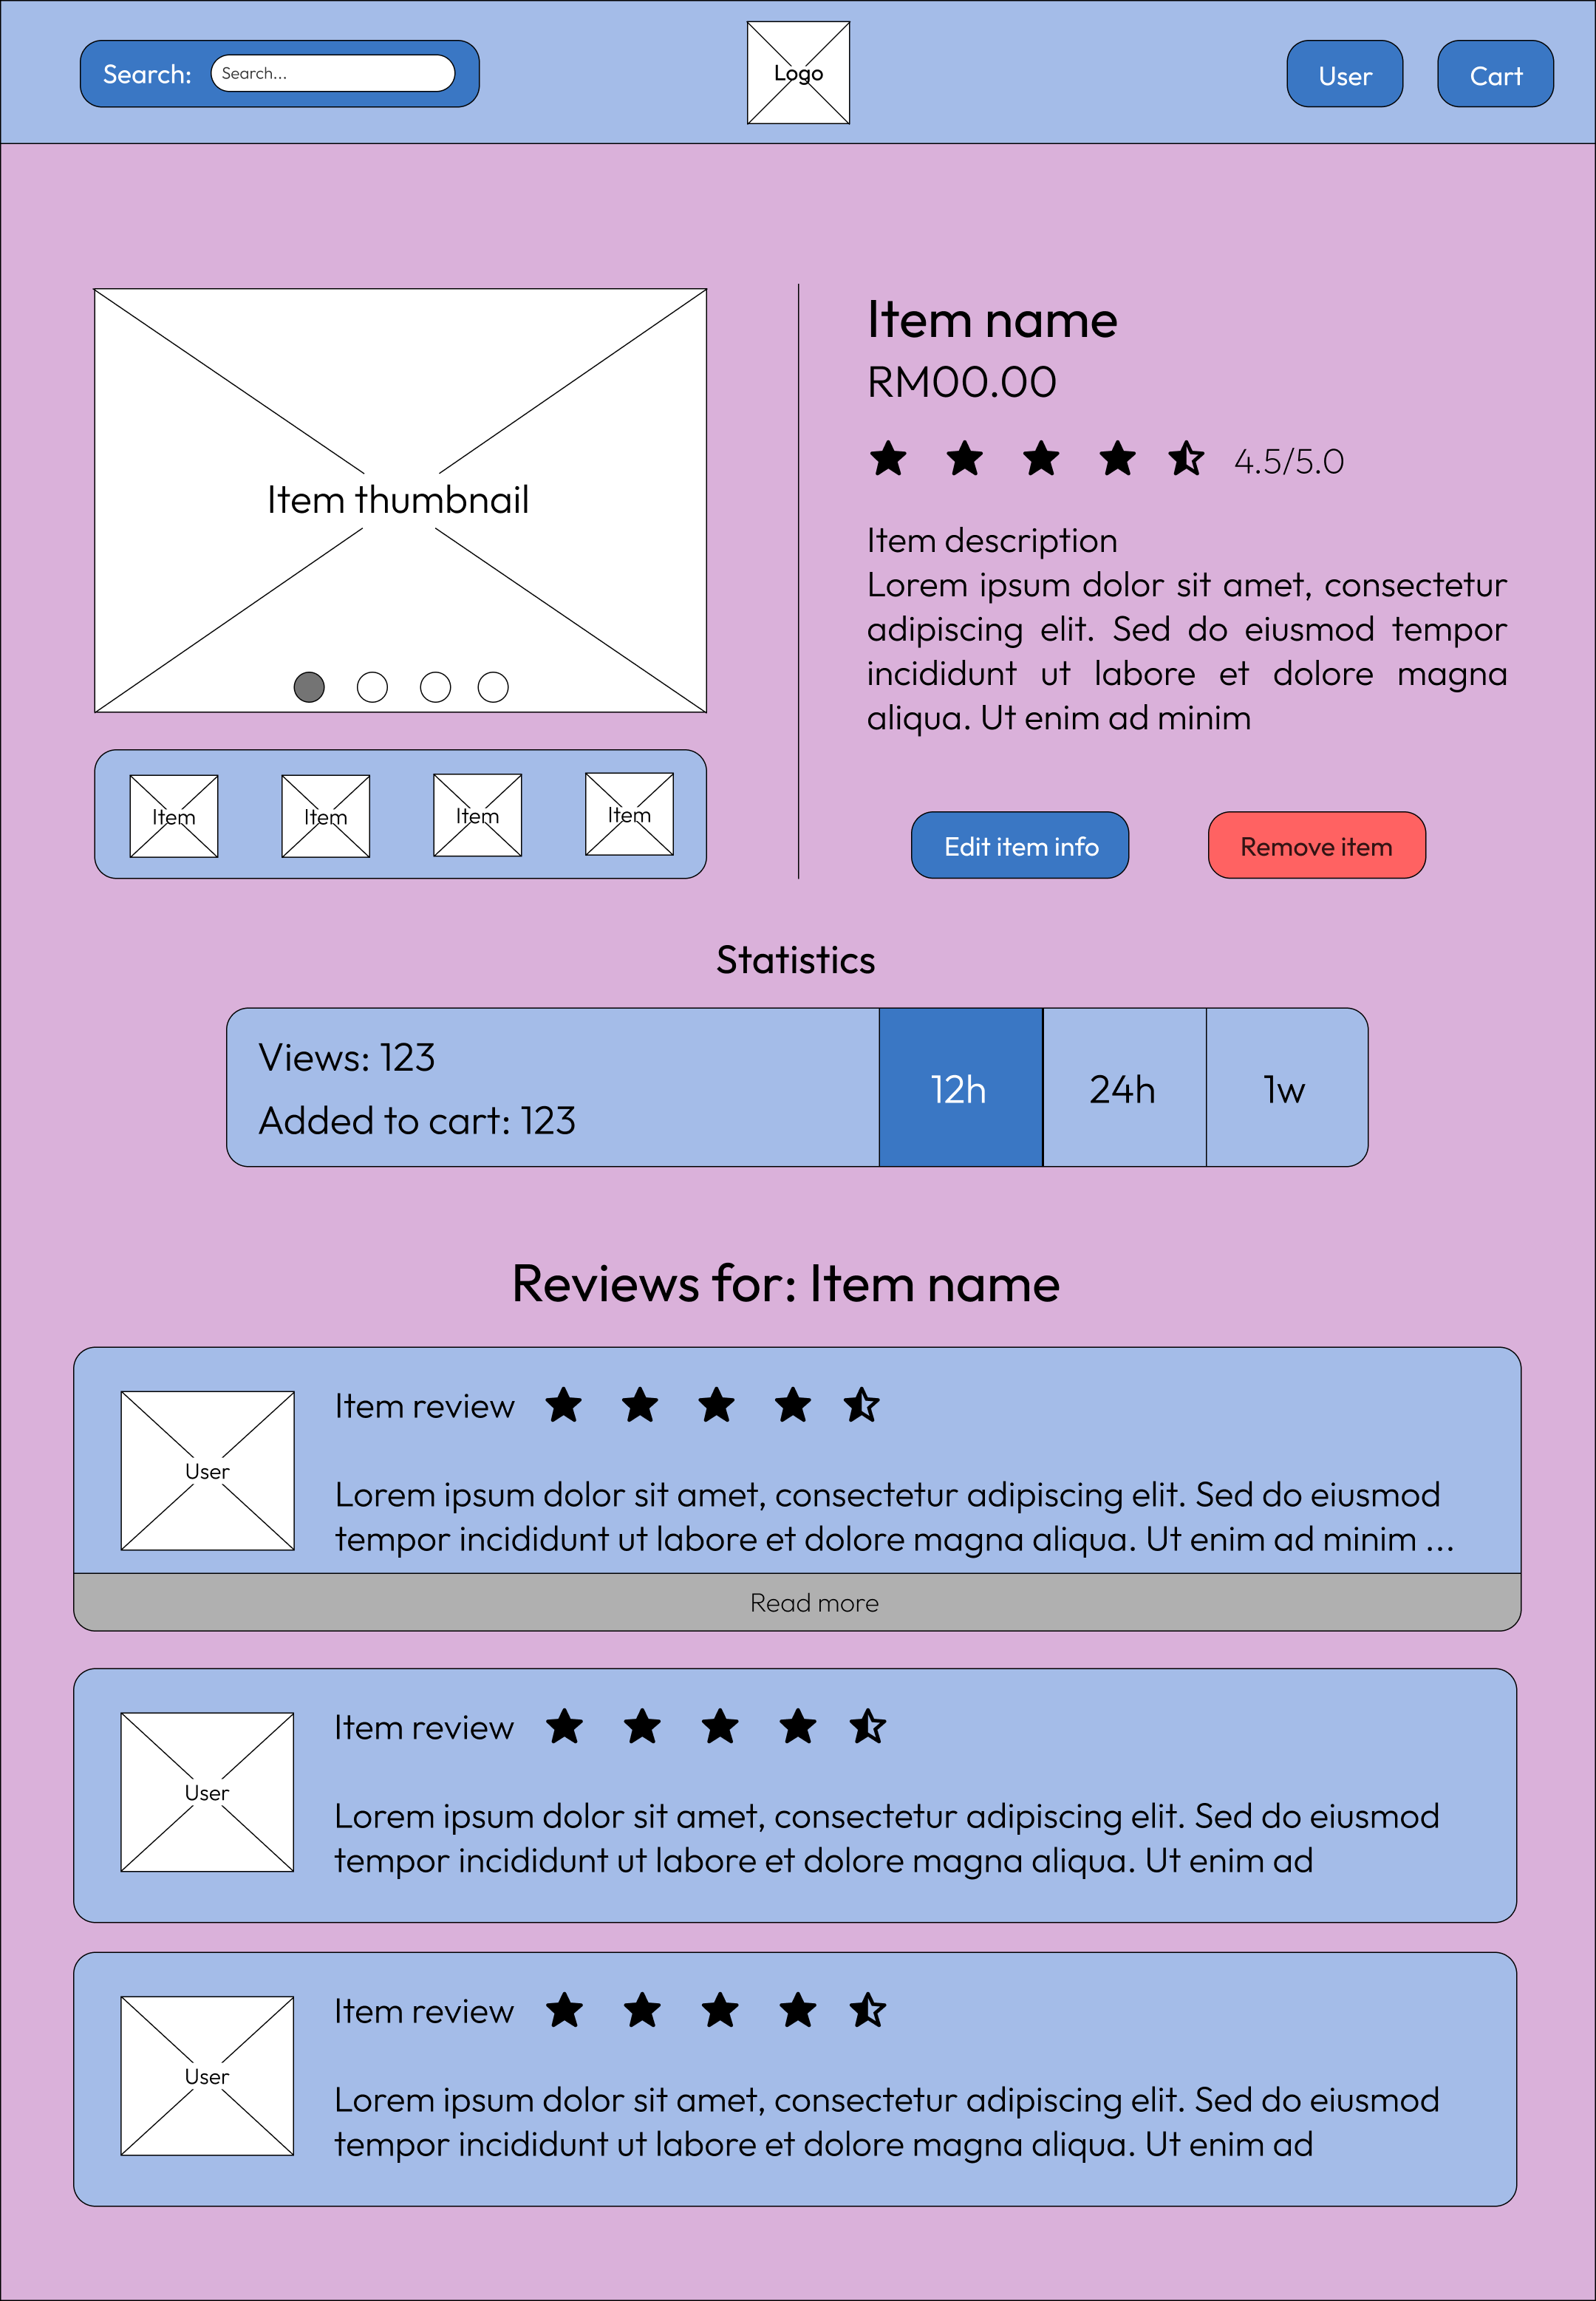 Search:
Search...
Logo
User
Cart
Item thumbnail
Item
Item
Item
Item
Item name
RM00.00
4.5/5.0
Item description
Lorem ipsum dolor sit amet, consectetur
adipiscing elit. Sed do eiusmod tempor
incididunt ut labore et dolore magna
aliqua. Ut enim ad minim
Edit item info
Remove item
Statistics
Views: 123
Added to cart: 123
12h
24h
1w
Reviews for: Item name
User
Item review
Lorem ipsum dolor sit amet, consectetur adipiscing elit. Sed do eiusmod
tempor incididunt ut labore et dolore magna aliqua. Ut enim ad minim ...
Read more
User
Item review
Lorem ipsum dolor sit amet, consectetur adipiscing elit. Sed do eiusmod
tempor incididunt ut labore et dolore magna aliqua. Ut enim ad
User
Item review
Lorem ipsum dolor sit amet, consectetur adipiscing elit. Sed do eiusmod
tempor incididunt ut labore et dolore magna aliqua. Ut enim ad